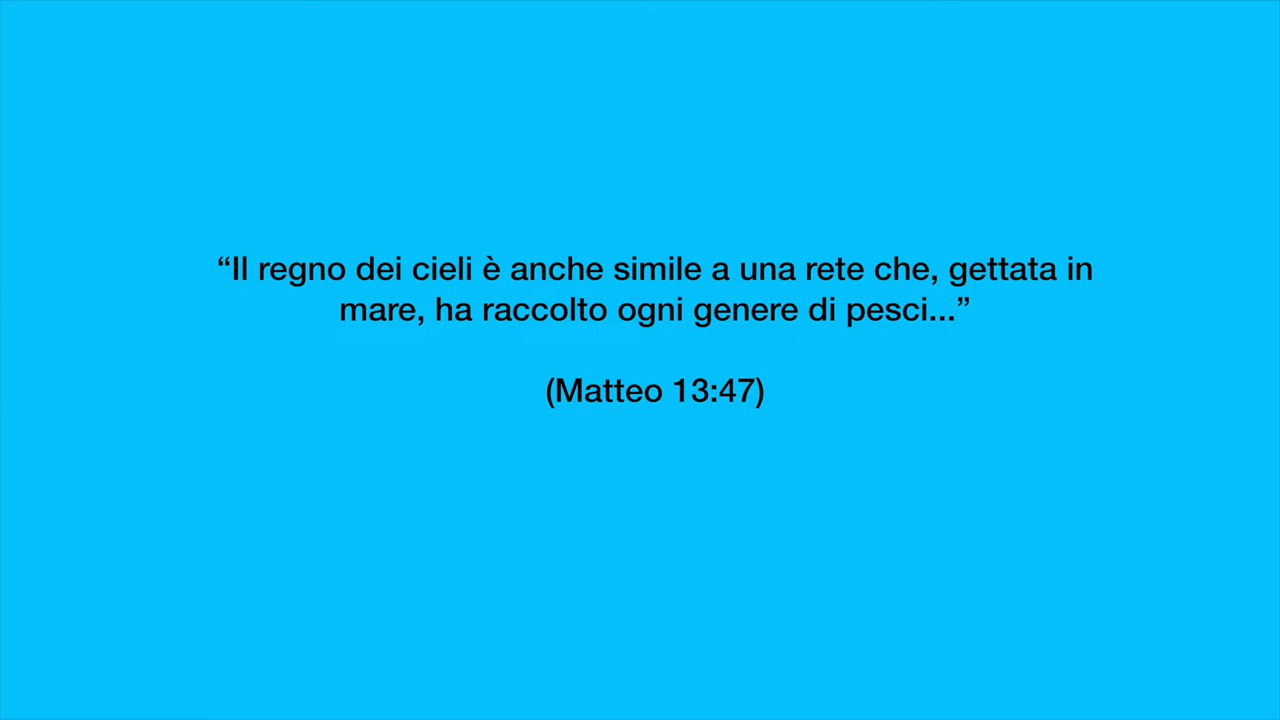 “Il regno dei cieli è anche simile a una rete che, gettata in
mare, ha raccolto ogni genere di pesci...”
(Matteo 13:47)